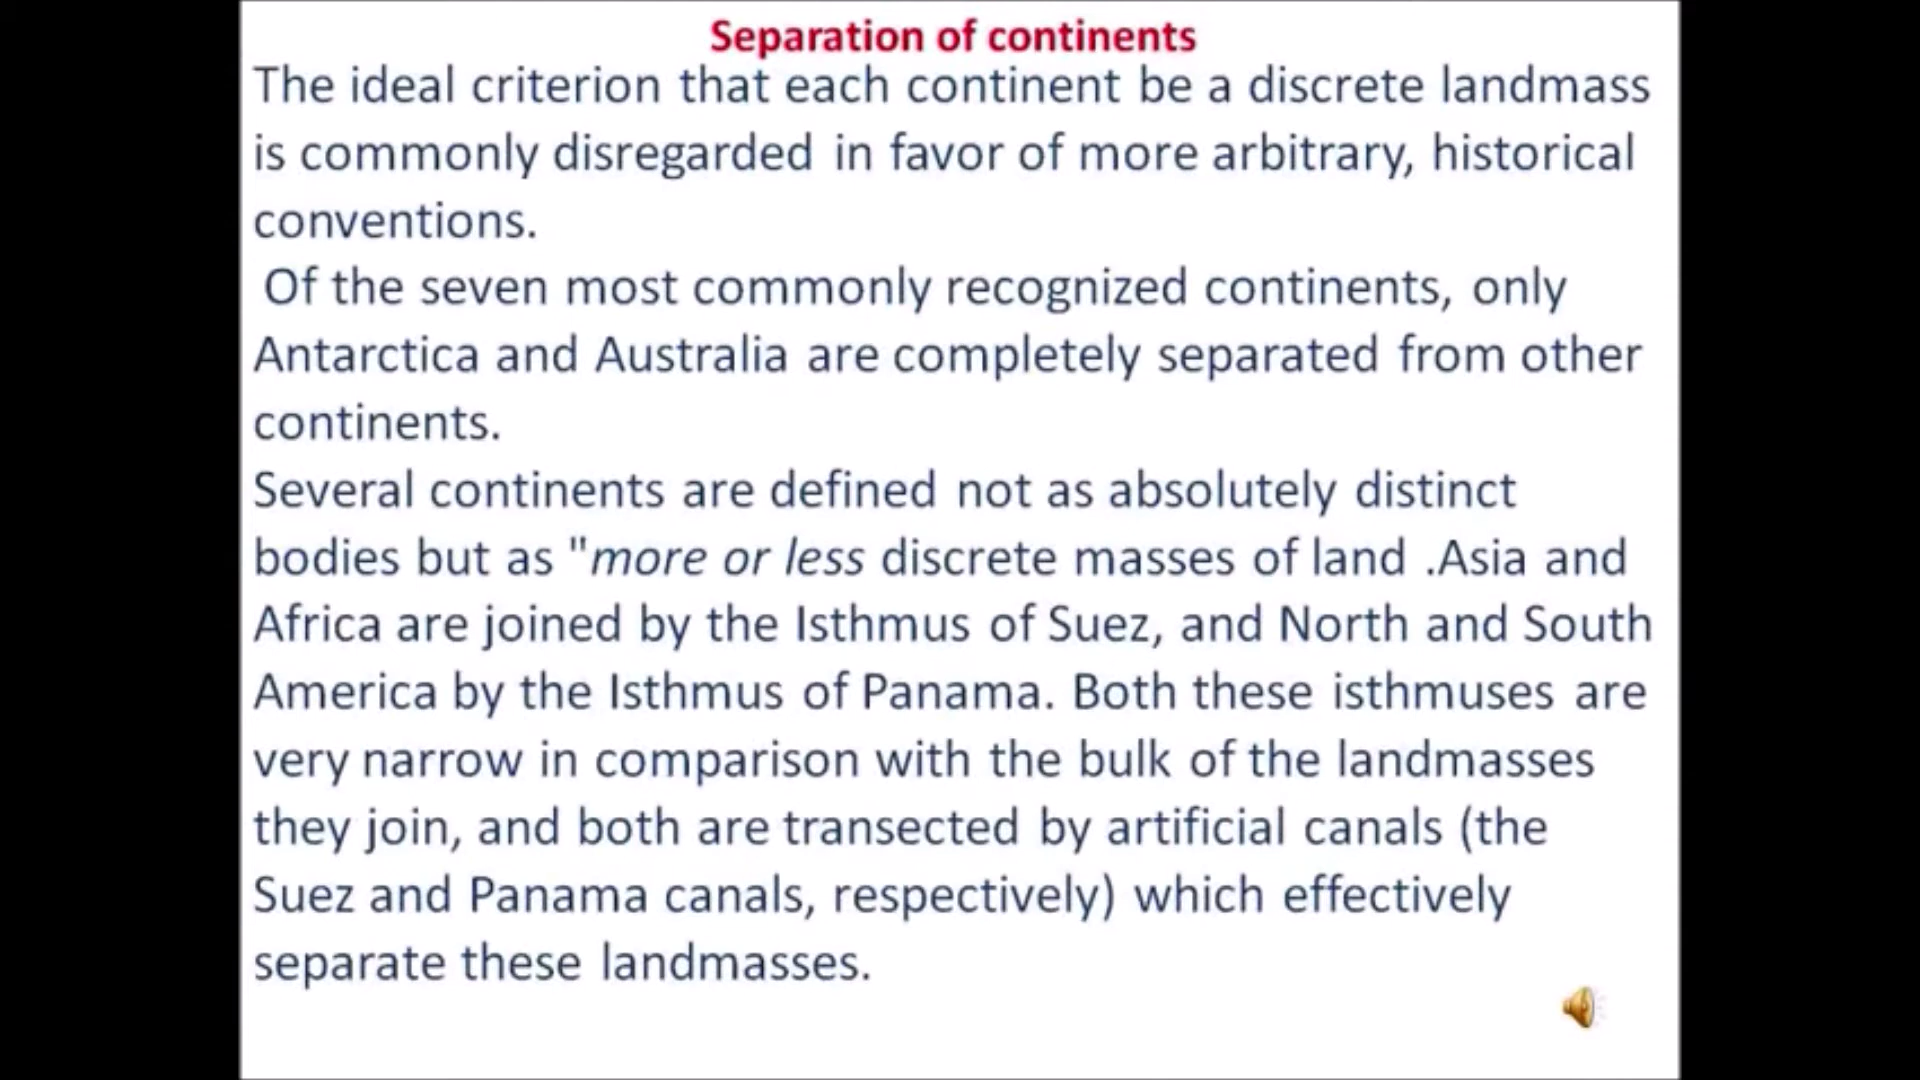 Separation of continents
The ideal criterion that each continent be a discrete landmass
is commonly disregarded in favor of more arbitrary, historical
conventions.
Of the seven most commonly recognized continents, only
Antarctica and Australia are completely separated from other
continents.
Several continents are defined not as absolutely distinct
bodies but as "more or less discrete masses of land .Asia and
Africa are joined by the Isthmus of Suez, and North and South
America by the Isthmus of Panama. Both these isthmuses are
very narrow in comparison with the bulk of the landmasses
they join, and both are transected by artificial canals (the
Suez and Panama canals, respectively) which effectively
separate these landmasses.